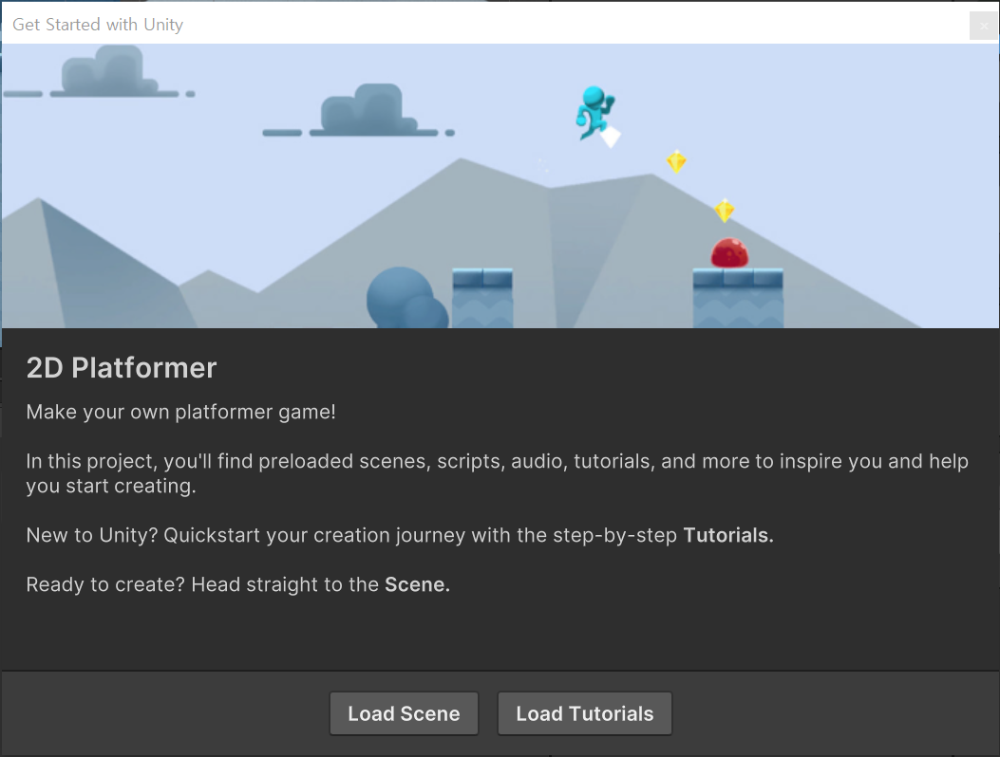 Get Started with Unity
2D Platformer
Make your own platformer game!
In this project, you'll find preloaded scenes, scripts, audio, tutorials, and more to inspire you and help
you start creating.
New to Unity? Quickstart your creation journey with the step-by-step Tutorials.
Ready to create? Head straight to the Scene.
Load Scene
Load Tutorials